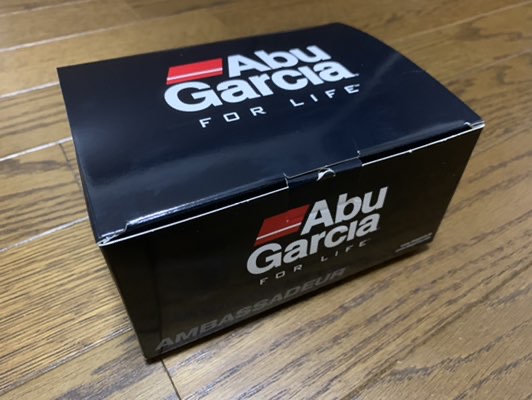 Abu
Garcia
FOR LIFE
Abu
Garcia
FOR LIFE
AMBASSADEUR